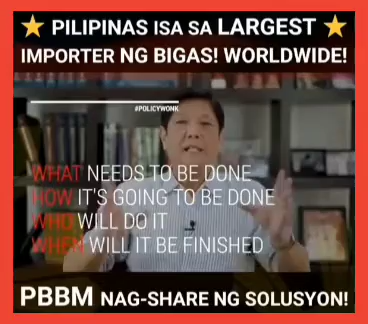 PILIPINAS ISA SA LARGEST
IMPORTER NG BIGAS! WORLDWIDE!
#POLICYWONK
WHAT NEEDS TO BE DONE
HOW IT'S GOING TO BE DONE
WHO WILL DO IT
WHEN WILL IT BE FINISHED
PBBM NAG-SHARE NG SOLUSYON!